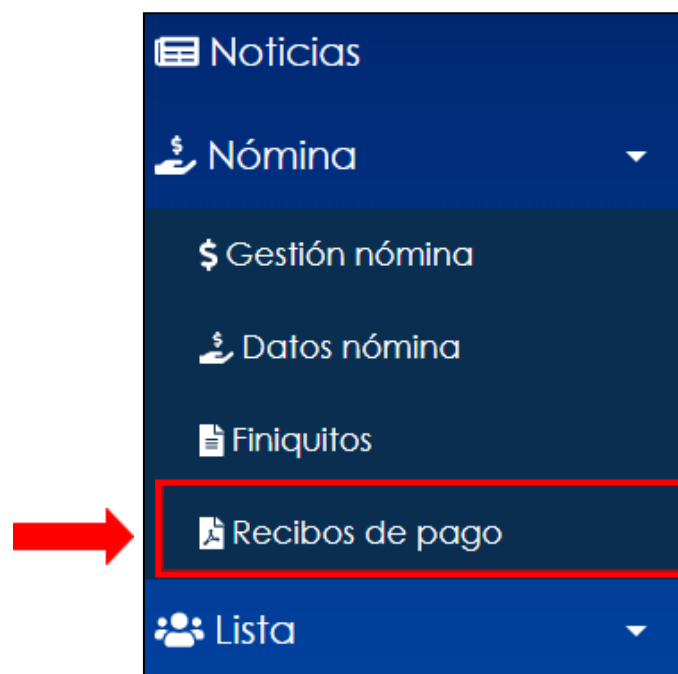 Noticias
Nómina
Gestión nómina
Datos nómina
Finiquitos
Recibos de pago
Lista